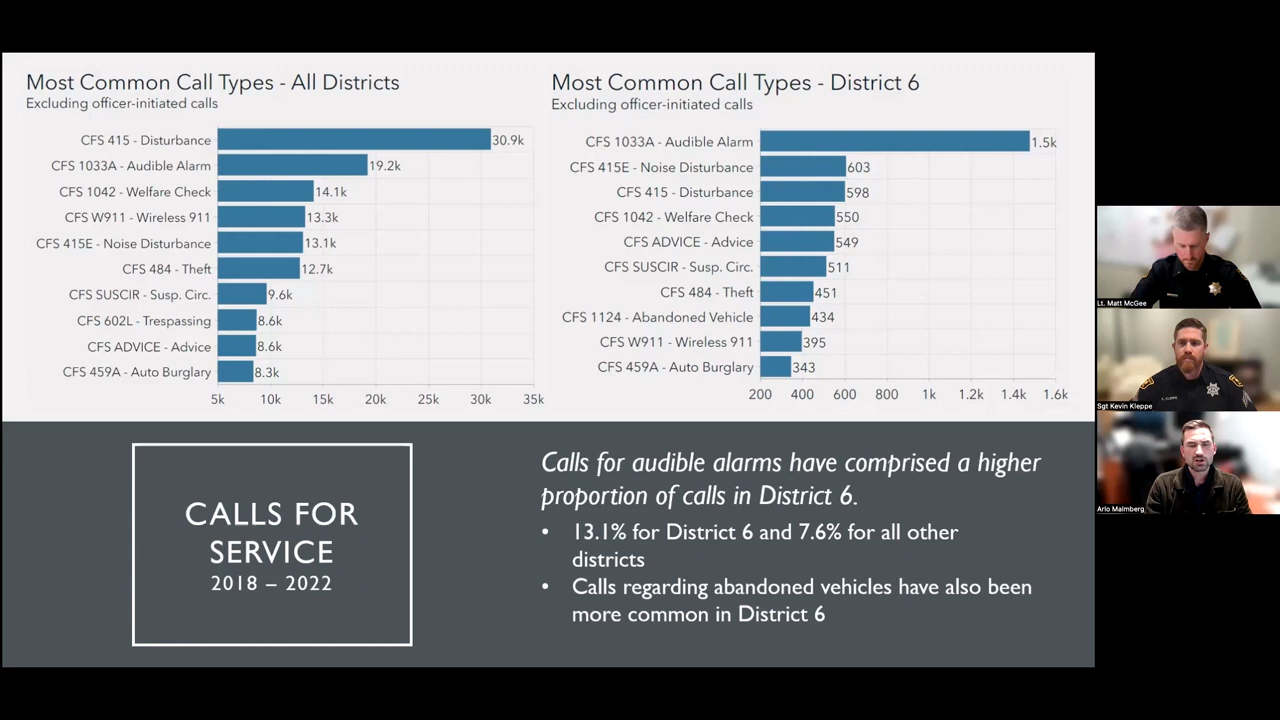 Most Common Call Types - All Districts
Excluding officer-initiated calls
CFS 415 - Disturbance 30.9k
CFS 1033A - Audible Alarm 19.2k
CFS 1042 - Welfare Check 14.1k
CFS W911 - Wireless 911 13.3k
CFS 415E - Noise Disturbance 13.1k
CFS 484 - Theft 12.7k
CFS SUSCIR - Susp. Circ. 9.6k
CFS 602L - Trespassing 8.6k
CFS ADVICE - Advice 8.6k
CFS 459A - Auto Burglary 8.3k
5k 10k 15k 20k 25k 30k 35k
Most Common Call Types - District 6
Excluding officer-initiated calls
CFS 1033A - Audible Alarm 1.5k
CFS 415E - Noise Disturbance 603
CFS 415 - Disturbance 598
CFS 1042 - Welfare Check 550
CFS ADVICE - Advice 549
CFS SUSCIR - Susp. Circ. 511
CFS 484 - Theft 451
CFS 1124 - Abandoned Vehicle 434
CFS W911 - Wireless 911 395
CFS 459A - Auto Burglary 343
200 400 600 800 1k 1.2k 1.4k 1.6k
CALLS FOR
SERVICE
2018 – 2022
Calls for audible alarms have comprised a higher
proportion of calls in District 6.
• 13.1% for District 6 and 7.6% for all other
districts
• Calls regarding abandoned vehicles have also been
more common in District 6
Lt. Matt McGee
Sgt Kevin Kleppe
Arlo Malmberg